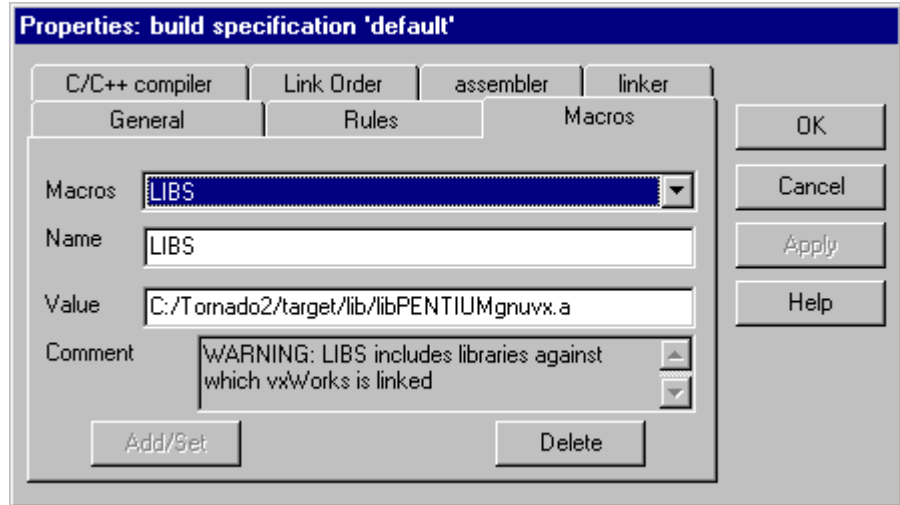 Properties: build specification 'default'
C/C++ compiler Link Order assembler linker
General Rules Macros
OK
Macros LIBS
Cancel
Name LIBS
Apply
Value C:/Tornado2/target/lib/libPENTIUMgnuvx.a
Help
Comment WARNING: LIBS includes libraries against
which vxWorks is linked
Add/Set Delete